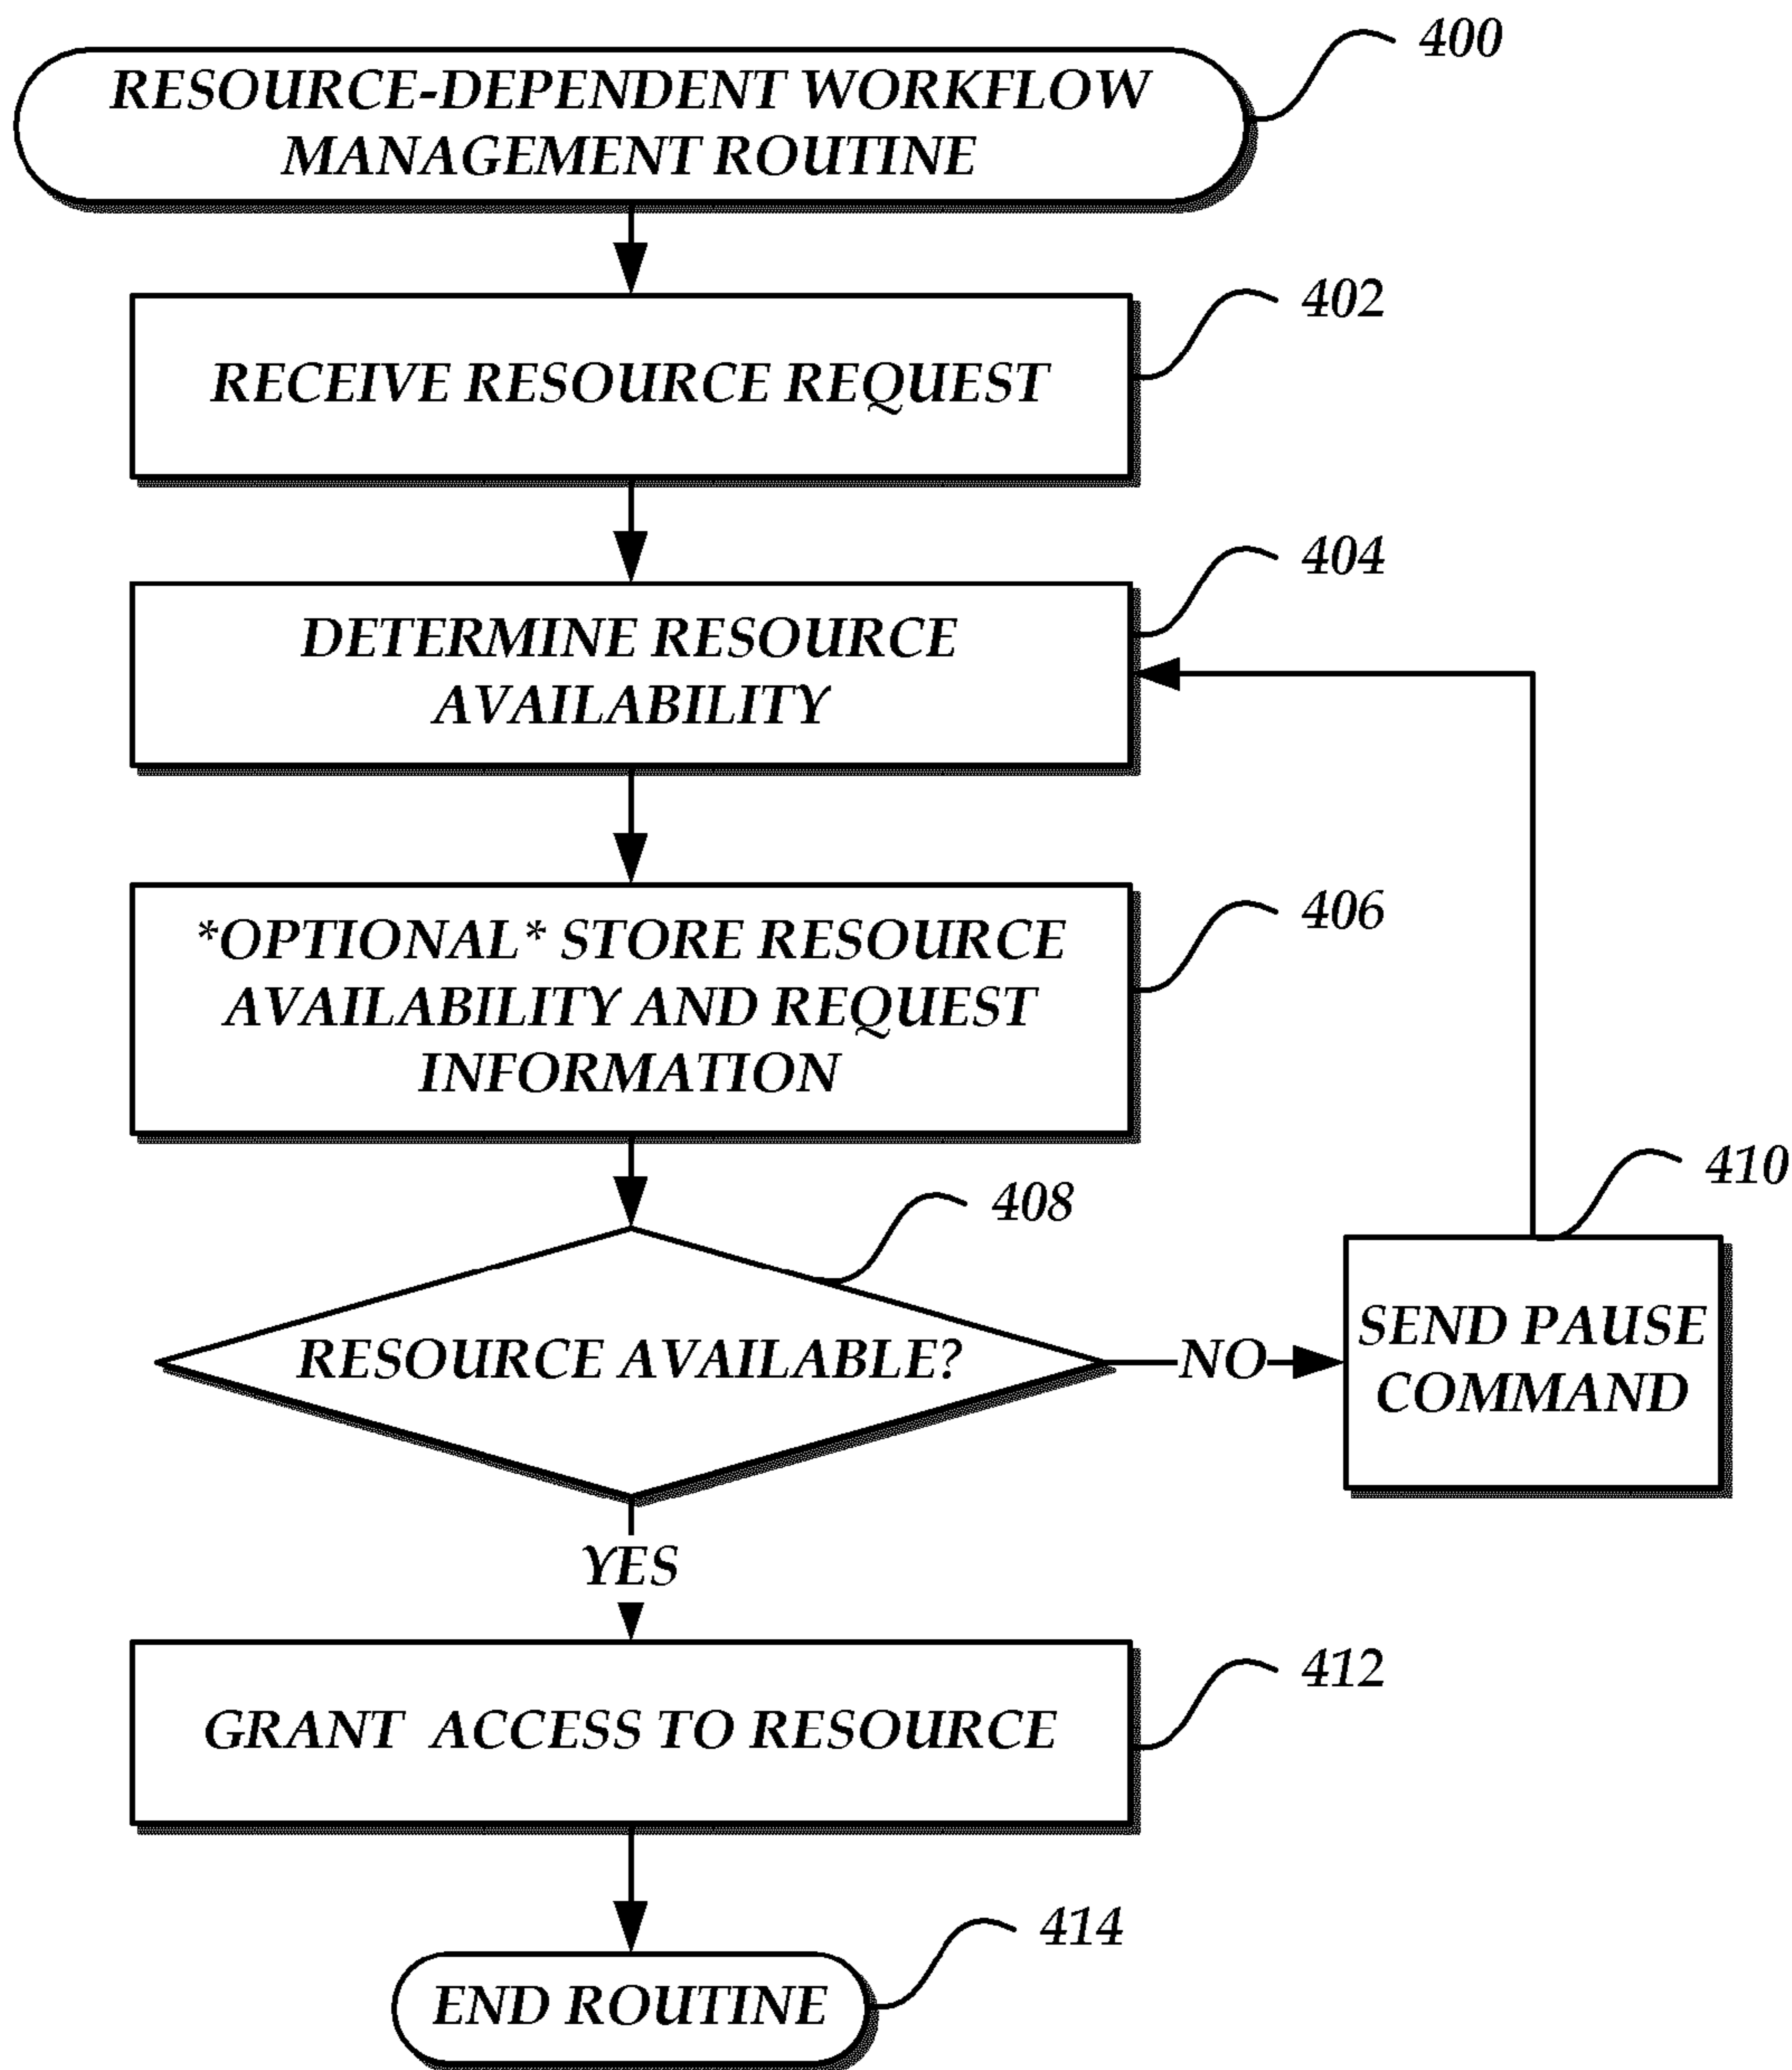 400
RESOURCE-DEPENDENT WORKFLOW
MANAGEMENT ROUTINE
402
RECEIVE RESOURCE REQUEST
404
DETERMINE RESOURCE
AVAILABILITY
406
*OPTIONAL* STORE RESOURCE
AVAILABILITY AND REQUEST
INFORMATION
408
410
RESOURCE AVAILABLE?
NO
SEND PAUSE
COMMAND
YES
412
GRANT ACCESS TO RESOURCE
414
END ROUTINE